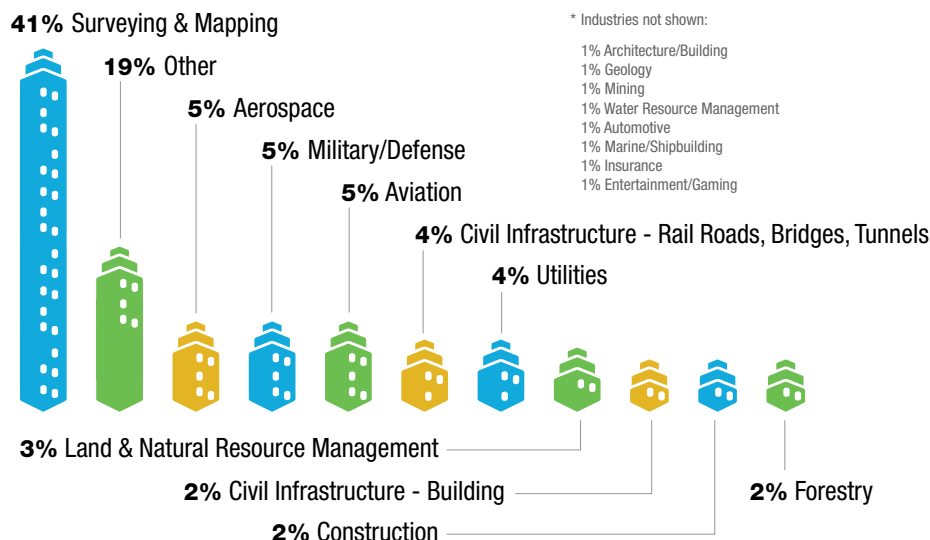 41% Surveying & Mapping
19% Other
5% Aerospace
5% Military/Defense
5% Aviation
4% Civil Infrastructure - Rail Roads, Bridges, Tunnels
4% Utilities
* Industries not shown:
1% Architecture/Building
1% Geology
1% Mining
1% Water Resource Management
1% Automotive
1% Marine/Shipbuilding
1% Insurance
1% Entertainment/Gaming
3% Land & Natural Resource Management
2% Civil Infrastructure - Building
2% Forestry
2% Construction